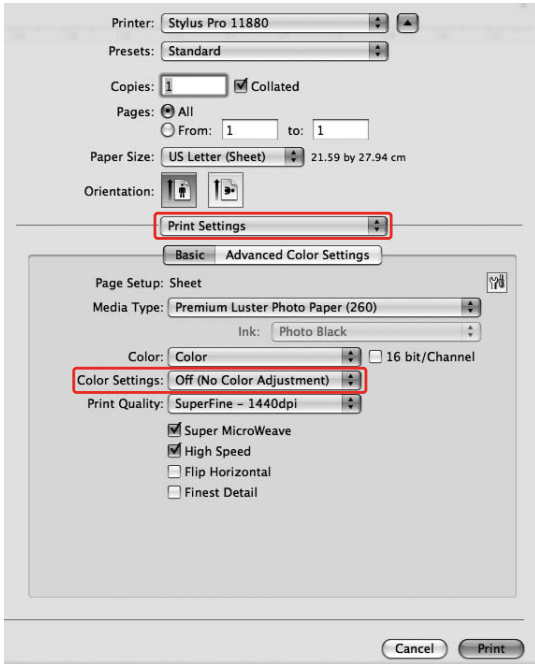 Printer: Stylus Pro 11880
Presets: Standard
Copies: 1 Collated
Pages: All
From: 1 to: 1
Paper Size: US Letter (Sheet) 21.59 by 27.94 cm
Orientation:
Print Settings
Basic Advanced Color Settings
Page Setup: Sheet
Media Type: Premium Luster Photo Paper (260)
Ink: Photo Black
Color: Color 16 bit/Channel
Color Settings: Off (No Color Adjustment)
Print Quality: SuperFine – 1440dpi
Super MicroWeave
High Speed
Flip Horizontal
Finest Detail
Cancel Print